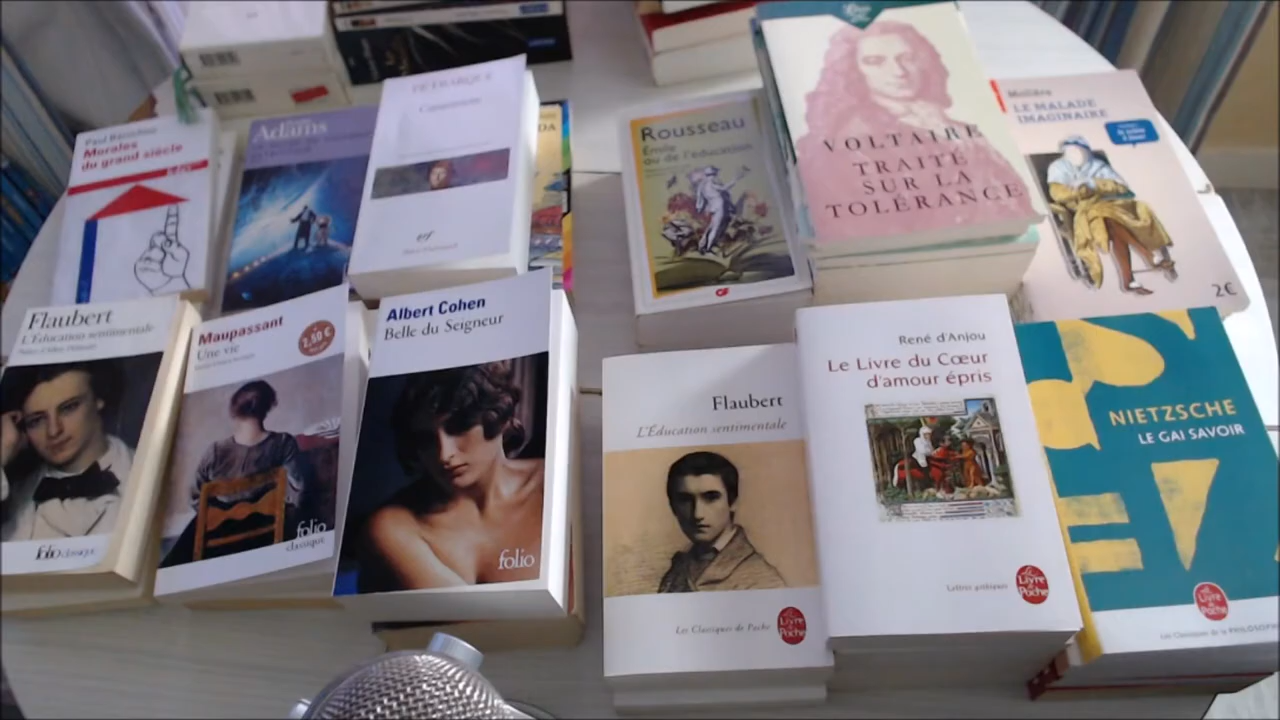 Paul Bénichou
Morales
du grand siècle
Adams
PÉTRARQUE
Canzoniere
nrf
DA
Rousseau
Émile
ou de l'éducation
VOLTAIRE
TRAITÉ
SUR LA
TOLÉRANCE
Molière
LE MALADE
IMAGINAIRE
2€
Flaubert
L'Éducation sentimentale
folio classique
Maupassant
Une vie
2,50 €
folio
classique
Albert Cohen
Belle du Seigneur
folio
Flaubert
L'Éducation sentimentale
Les Classiques de Poche
Le Livre
de Poche
René d'Anjou
Le Livre du Cœur
d'amour épris
Lettres gothiques
Le Livre
de Poche
NIETZSCHE
LE GAI SAVOIR
Le Livre
de Poche
Les Classiques de la PHILOSOPHIE